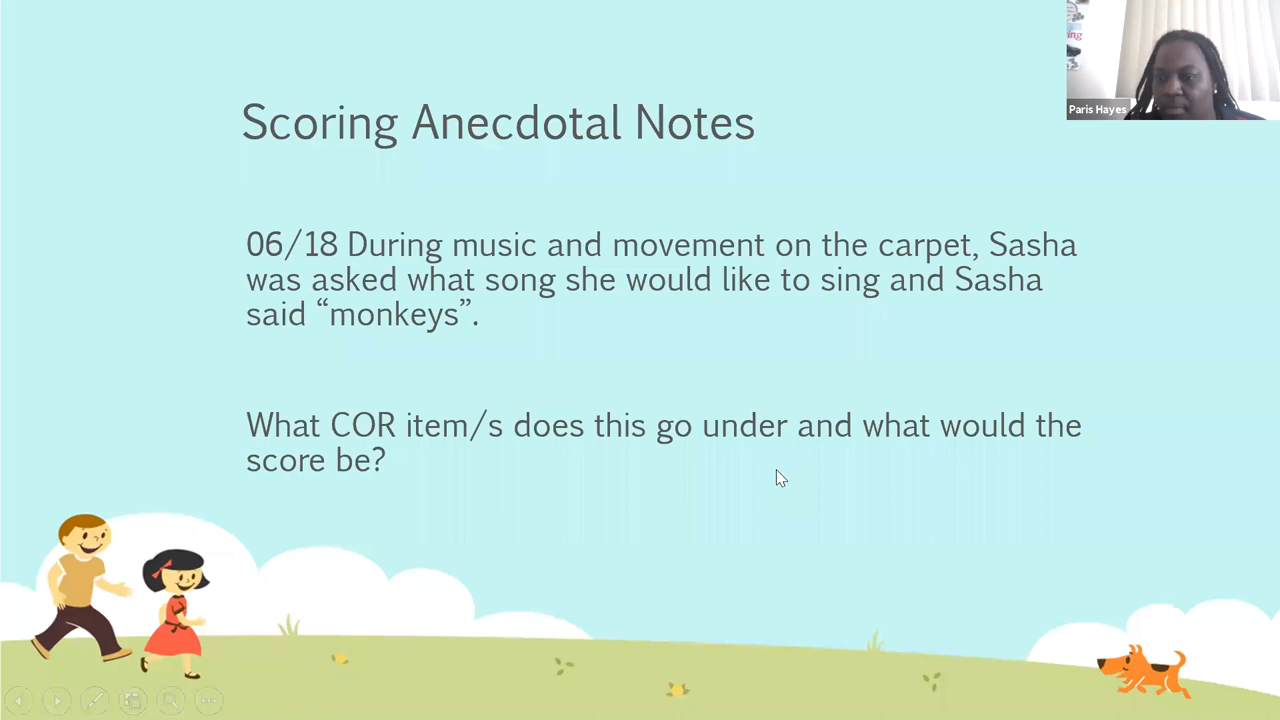 ing
Paris Hayes
Scoring Anecdotal Notes
06/18 During music and movement on the carpet, Sasha
was asked what song she would like to sing and Sasha
said “monkeys”.
What COR item/s does this go under and what would the
score be?